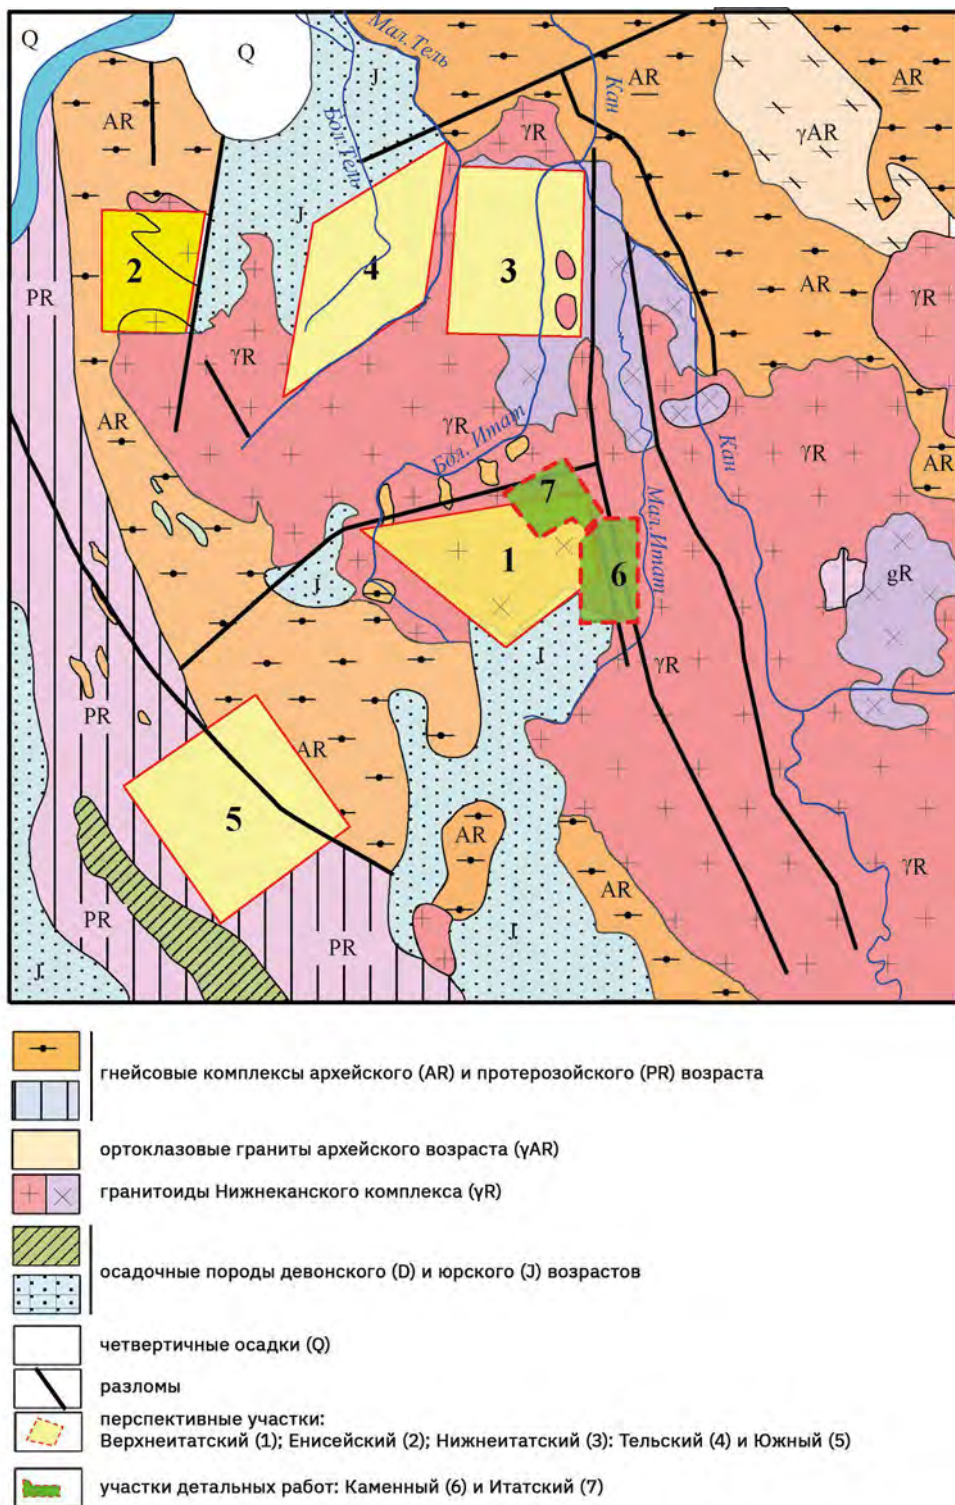 Q
Q
Мал. Тель
J
Кан
AR
AR
AR
γR
γAR
Бол. Тель
J
2
4
3
PR
AR
γR
γR
AR
γR
Бол. Итат
Кан
γR
AR
7
Мал. Итат
1
6
gR
J
J
γR
PR
AR
5
AR
AR
γR
PR
PR
J
J
гнейсовые комплексы архейского (AR) и протерозойского (PR) возраста
ортоклазовые граниты архейского возраста (γAR)
гранитоиды Нижнеканского комплекса (γR)
осадочные породы девонского (D) и юрского (J) возрастов
четвертичные осадки (Q)
разломы
перспективные участки:
Верхнеитатский (1); Енисейский (2); Нижнеитатский (3): Тельский (4) и Южный (5)
участки детальных работ: Каменный (6) и Итатский (7)